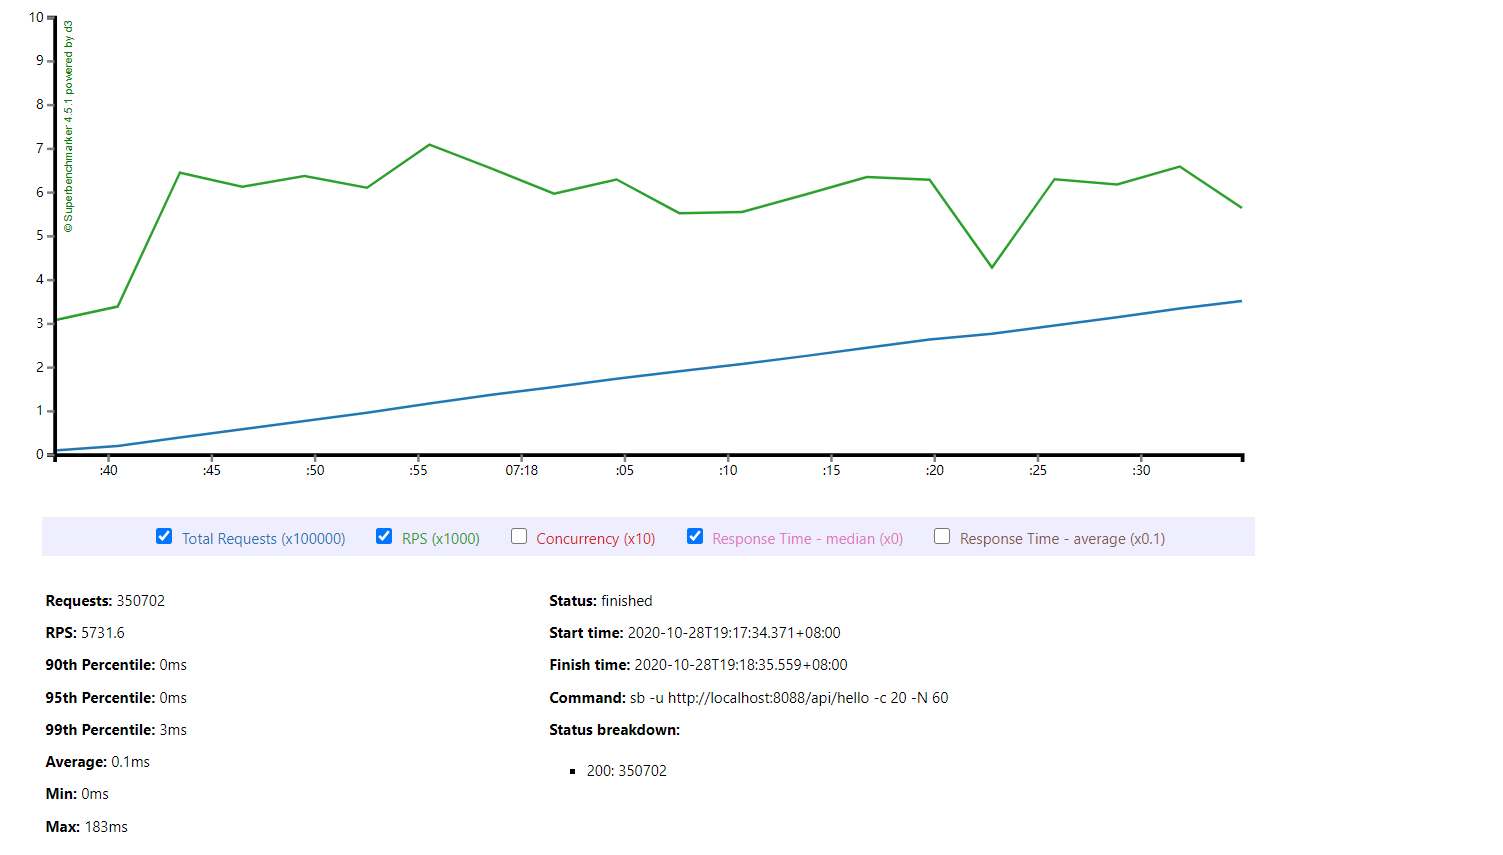 10
9
8
7
6
5
4
3
2
1
0
©Superbenchmarker 4.5.1 powered by d3
:40 :45 :50 :55 07:18 :05 :10 :15 :20 :25 :30
Total Requests (x100000) RPS (x1000) Concurrency (x10) Response Time - median (x0) Response Time - average (x0.1)
Requests: 350702
RPS: 5731.6
90th Percentile: 0ms
95th Percentile: 0ms
99th Percentile: 3ms
Average: 0.1ms
Min: 0ms
Max: 183ms
Status: finished
Start time: 2020-10-28T19:17:34.371+08:00
Finish time: 2020-10-28T19:18:35.559+08:00
Command: sb -u http://localhost:8088/api/hello -c 20 -N 60
Status breakdown:
200: 350702